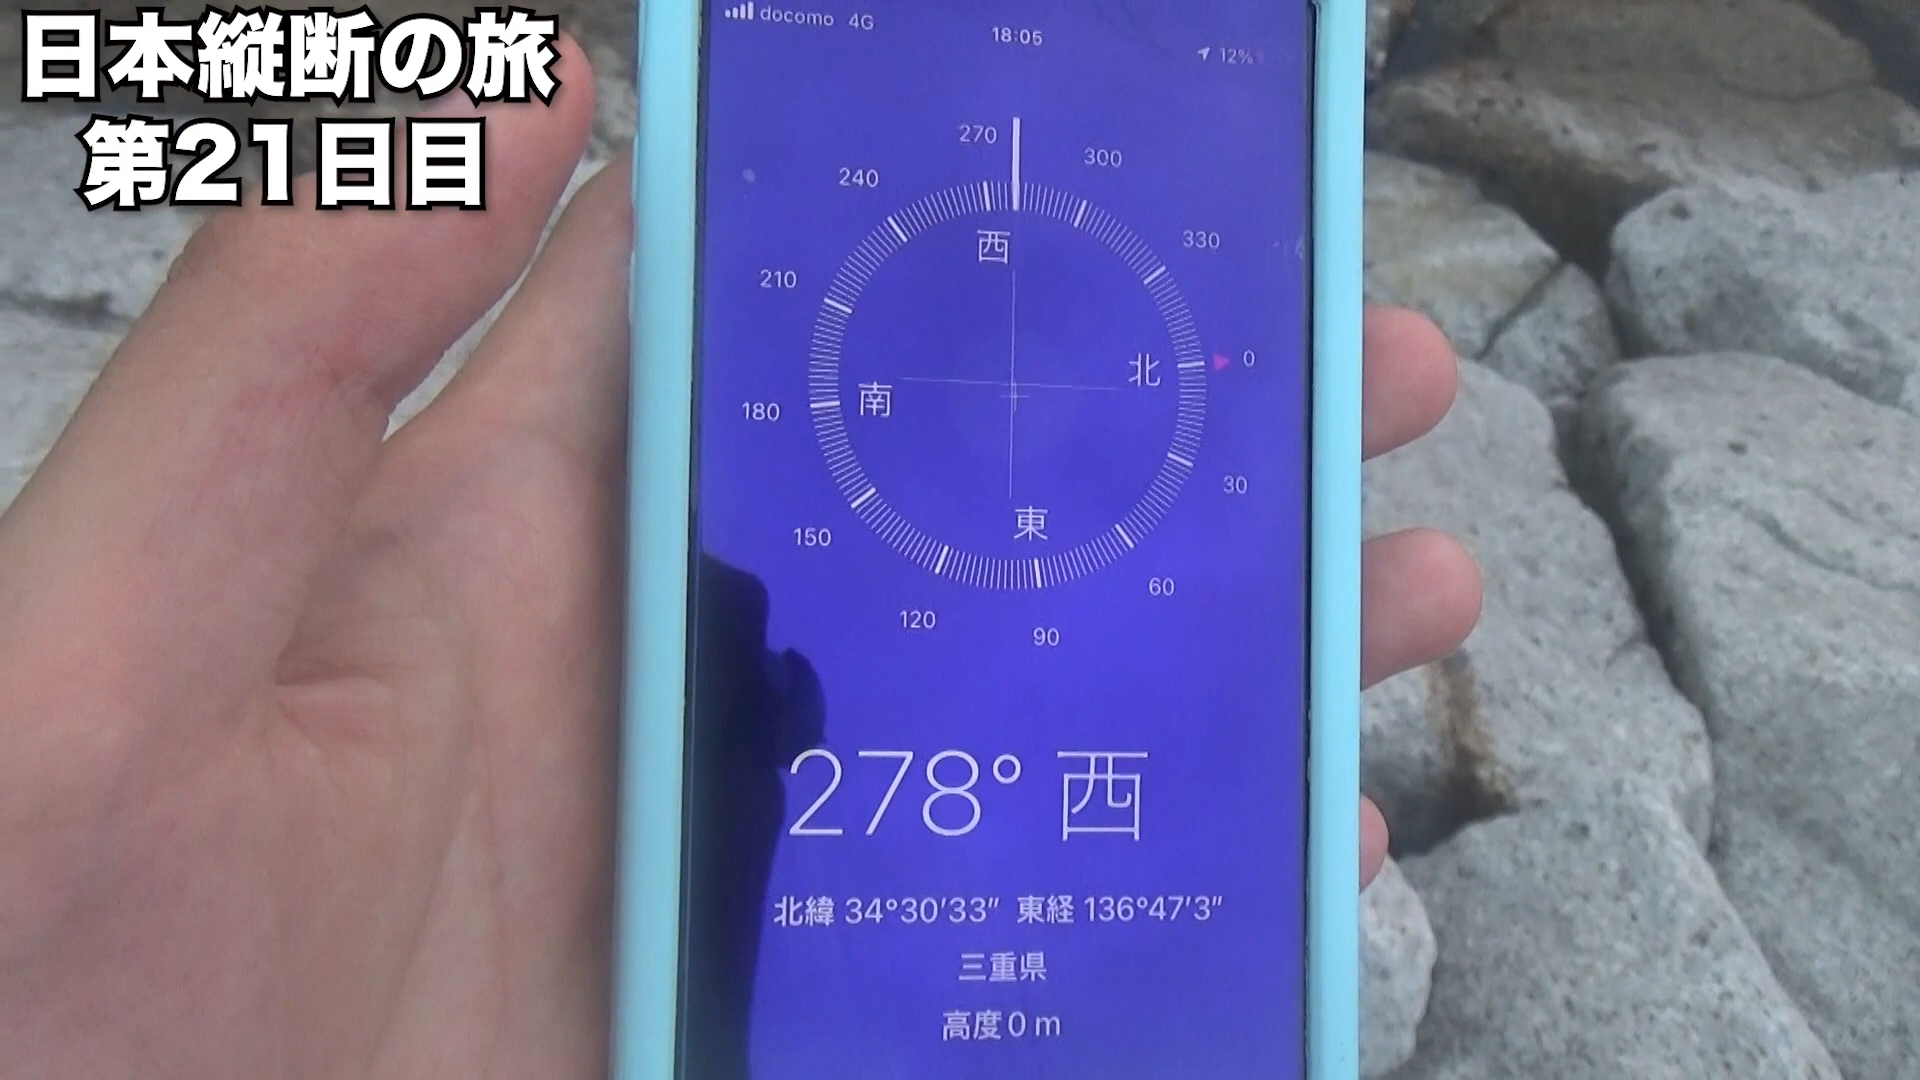 日本縦断の旅
第21日目
docomo 4G
18:05
12%
270
300
240
330
西
210
0
北
南
180
30
東
150
60
120
90
278° 西
北緯 34°30′33″ 東経 136°47′3″
三重県
高度0 m